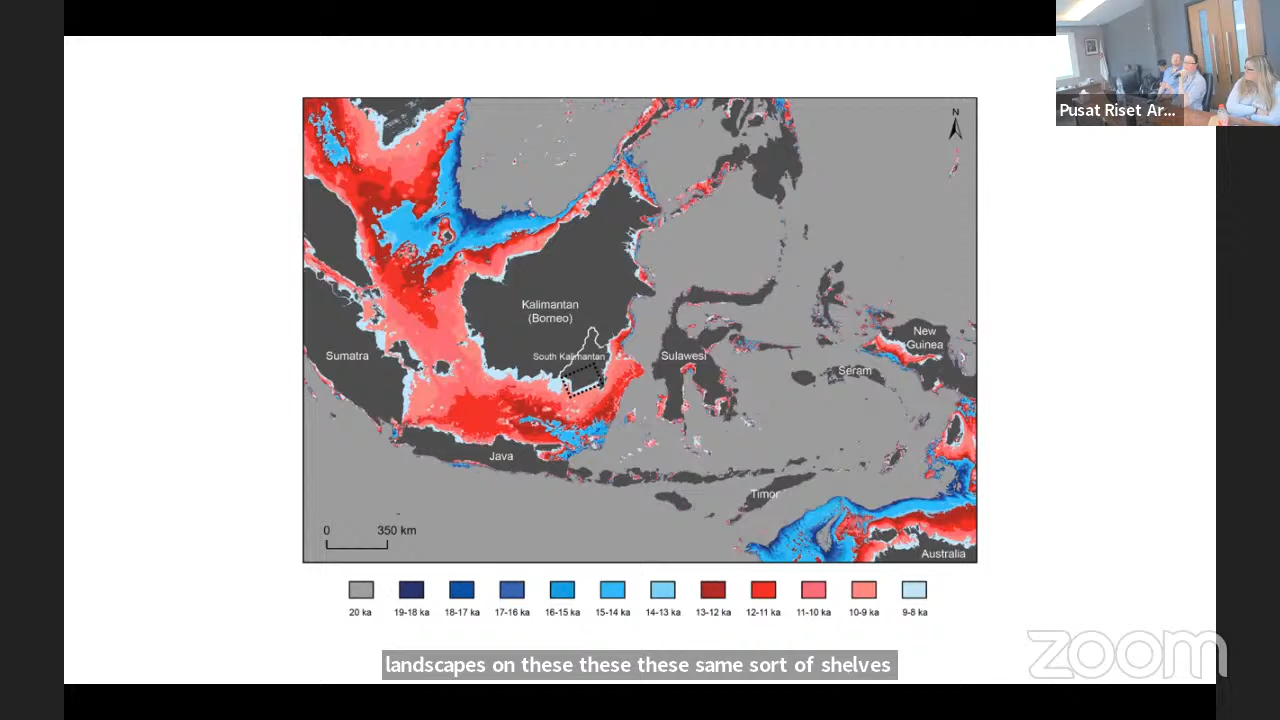 Pusat Riset Ar...
N
Kalimantan
(Borneo)
New
Guinea
Sumatra
South Kalimantan
Sulawesi
Seram
Java
Timor
0 350 km
Australia
20 ka 19-18 ka 18-17 ka 17-16 ka 16-15 ka 15-14 ka 14-13 ka 13-12 ka 12-11 ka 11-10 ka 10-9 ka 9-8 ka
landscapes on these these these same sort of shelves
zoom